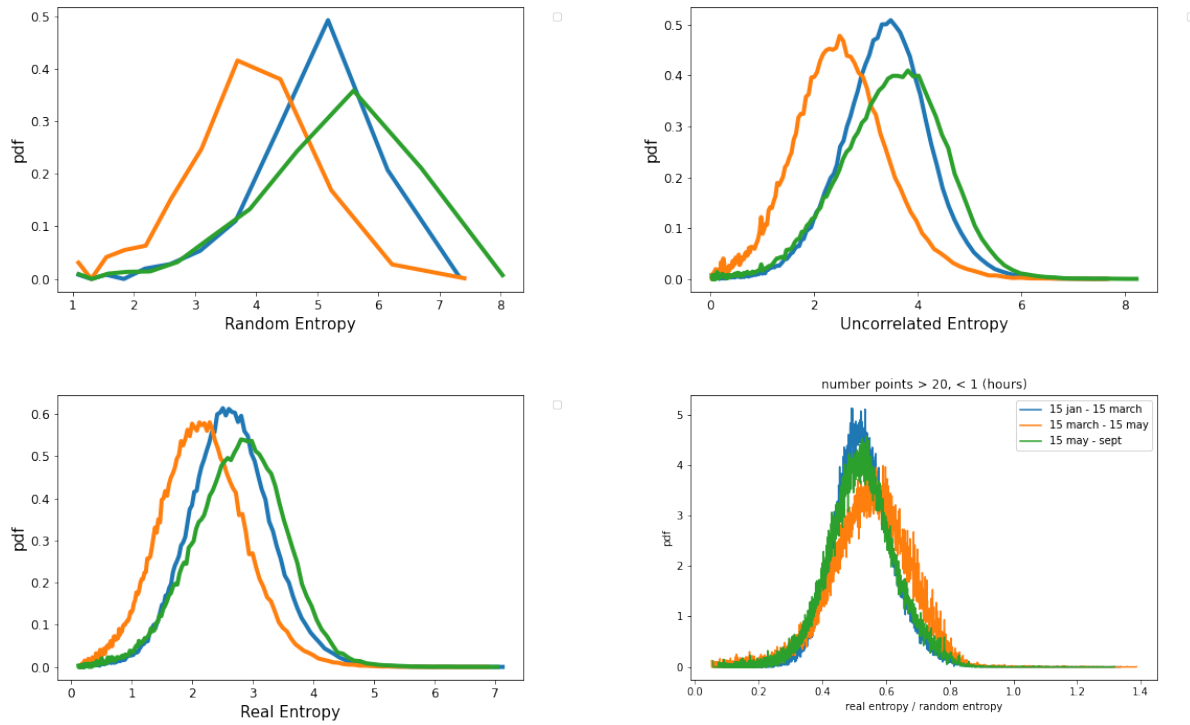 0.5
0.4
0.3
0.2
0.1
0.0
pdf
1 2 3 4 5 6 7 8
Random Entropy
0.5
0.4
0.3
0.2
0.1
0.0
pdf
0 2 4 6 8
Uncorrelated Entropy
0.6
0.5
0.4
0.3
0.2
0.1
0.0
pdf
0 1 2 3 4 5 6 7
Real Entropy
number points > 20, < 1 (hours)
15 jan - 15 march
15 march - 15 may
15 may - sept
5
4
3
2
1
0
pdf
0.0 0.2 0.4 0.6 0.8 1.0 1.2 1.4
real entropy / random entropy